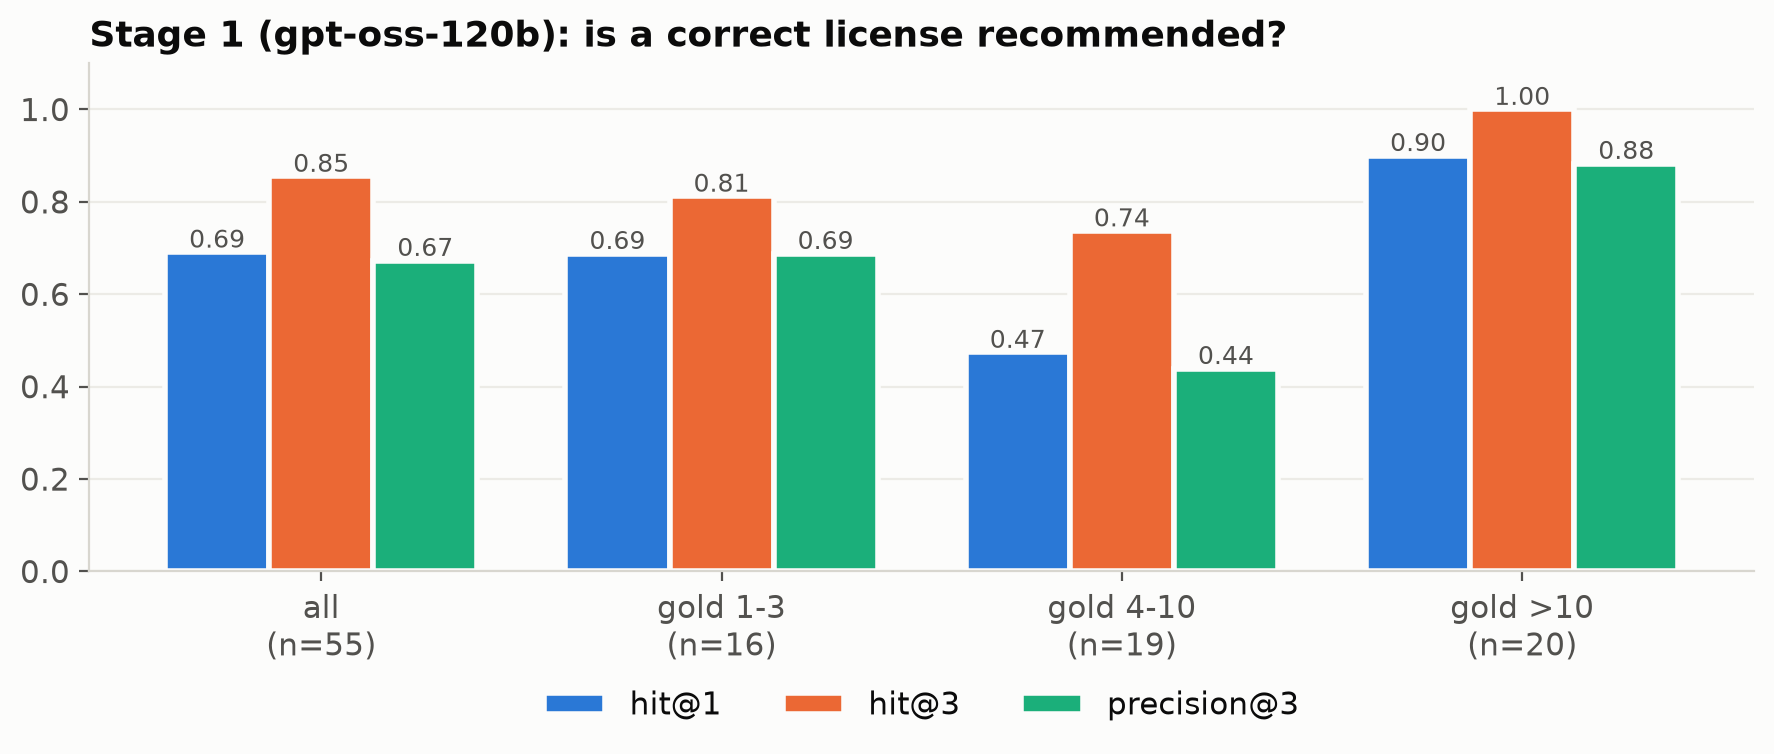 Stage 1 (gpt-oss-120b): is a correct license recommended?
1.0
0.8
0.6
0.4
0.2
0.0
0.69
0.85
0.67
0.69
0.81
0.69
0.47
0.74
0.44
0.90
1.00
0.88
all
(n=55)
gold 1-3
(n=16)
gold 4-10
(n=19)
gold >10
(n=20)
hit@1
hit@3
precision@3